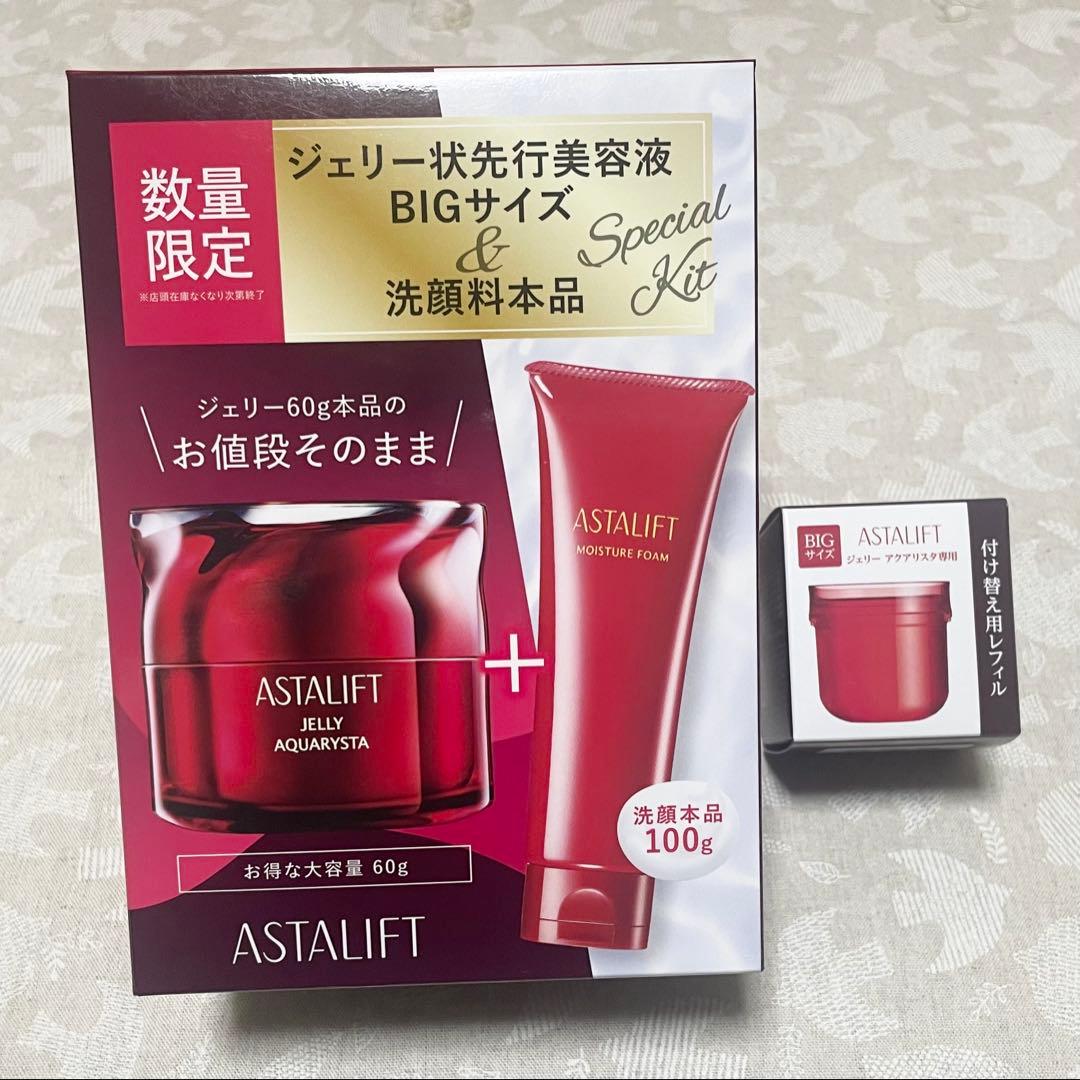 数量
限定
※店頭在庫なくなり次第終了
ジェリー状先行美容液
BIGサイズ
&
洗顔料本品
Special
Kit
ジェリー60g本品の
お値段そのまま
ASTALIFT
JELLY
AQUARYSTA
+
ASTALIFT
MOISTURE FOAM
洗顔本品
100g
お得な大容量 60g
ASTALIFT
BIG
サイズ
ASTALIFT
ジェリー アクアリスタ専用
付け替え用レフィル